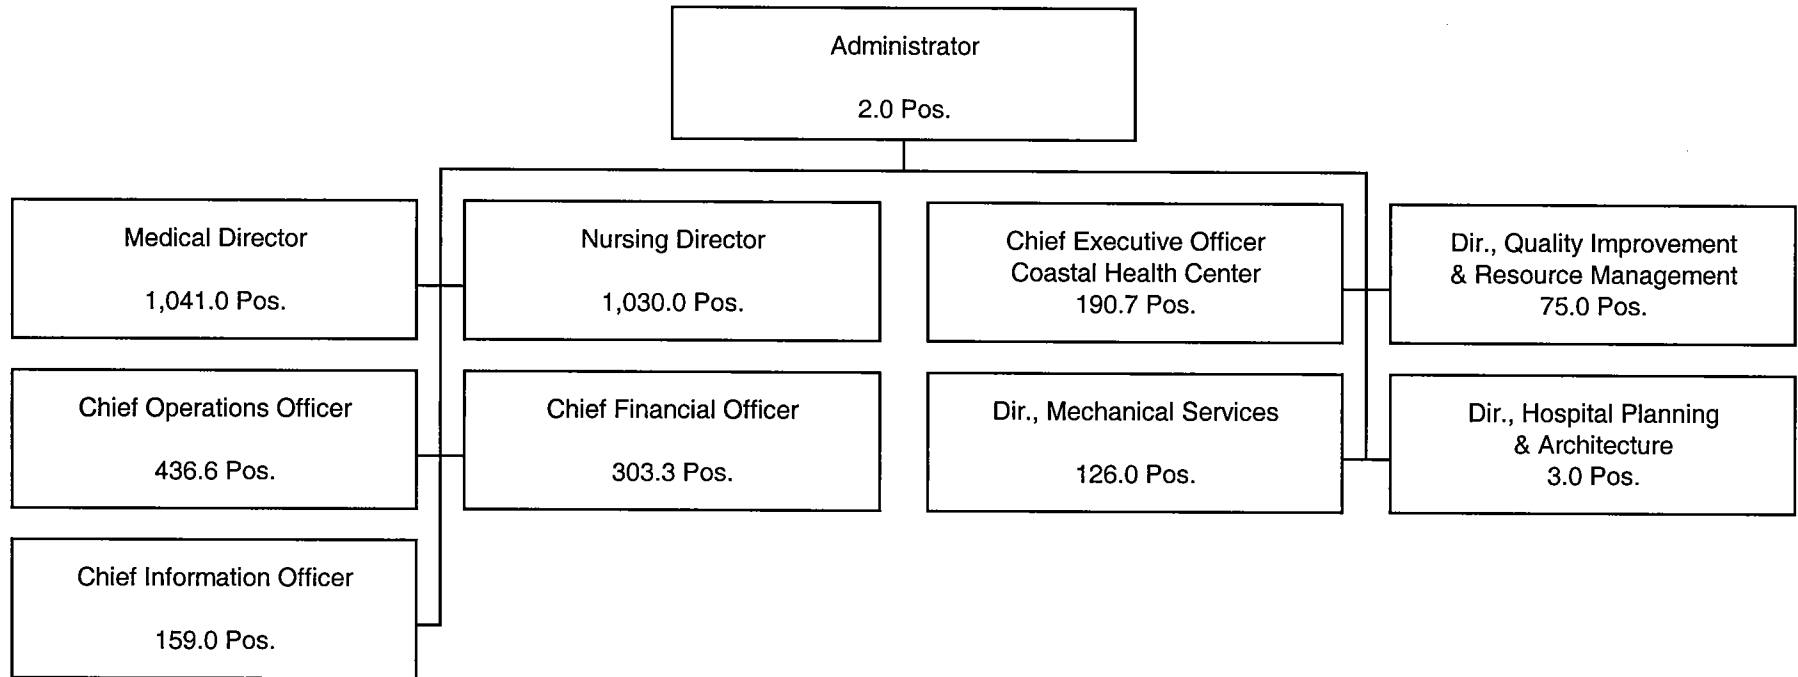 Administrator
2.0 Pos.
Medical Director
1,041.0 Pos.
Nursing Director
1,030.0 Pos.
Chief Executive Officer
Coastal Health Center
190.7 Pos.
Dir., Quality Improvement
& Resource Management
75.0 Pos.
Chief Operations Officer
436.6 Pos.
Chief Financial Officer
303.3 Pos.
Dir., Mechanical Services
126.0 Pos.
Dir., Hospital Planning
& Architecture
3.0 Pos.
Chief Information Officer
159.0 Pos.